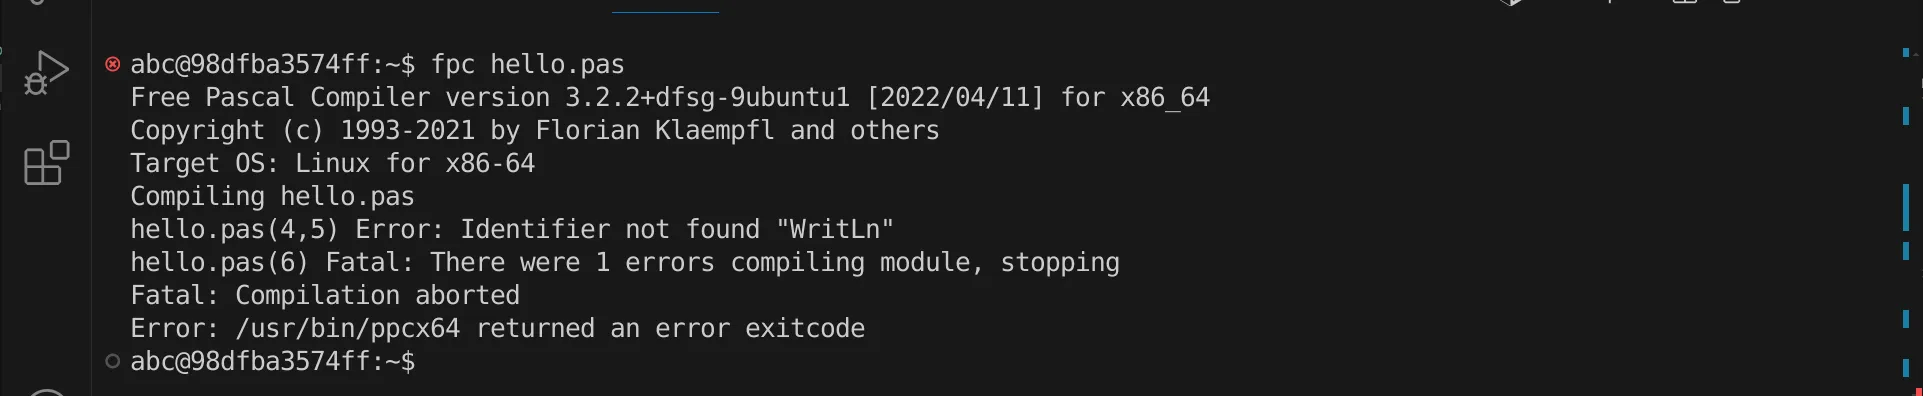 abc@98dfba3574ff:~$ fpc hello.pas
Free Pascal Compiler version 3.2.2+dfsg-9ubuntu1 [2022/04/11] for x86_64
Copyright (c) 1993-2021 by Florian Klaempfl and others
Target OS: Linux for x86-64
Compiling hello.pas
hello.pas(4,5) Error: Identifier not found "WritLn"
hello.pas(6) Fatal: There were 1 errors compiling module, stopping
Fatal: Compilation aborted
Error: /usr/bin/ppcx64 returned an error exitcode
abc@98dfba3574ff:~$